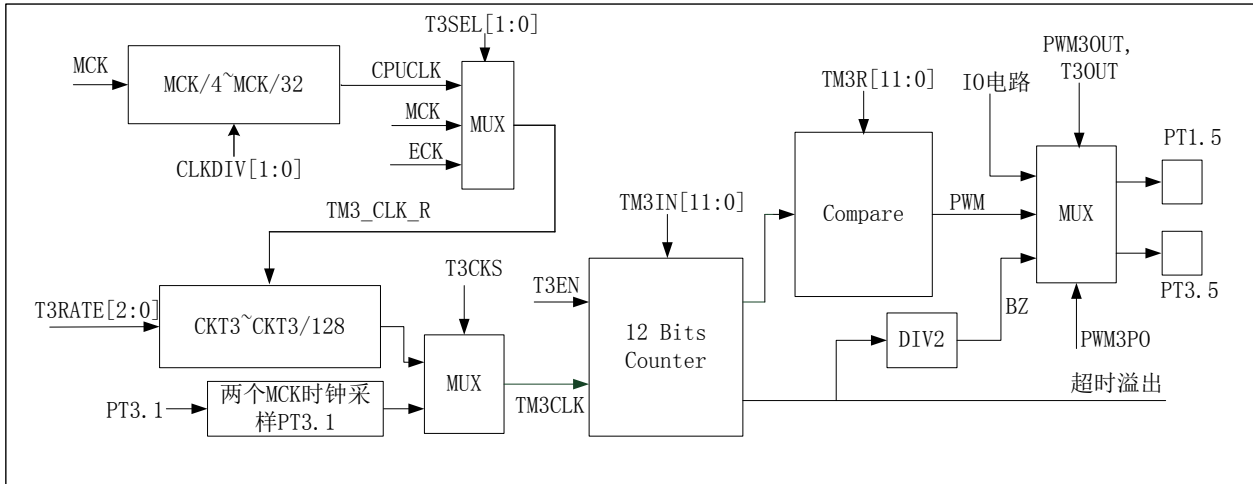 T3SEL[1:0]
PWM3OUT,
T3OUT
MCK
MCK/4~MCK/32
CPUCLK
TM3R[11:0]
IO电路
MCK
MUX
ECK
PT1.5
CLKDIV[1:0]
TM3_CLK_R
TM3IN[11:0]
Compare
PWM
MUX
T3CKS
T3EN
PT3.5
T3RATE[2:0]
CKT3~CKT3/128
12 Bits
Counter
BZ
DIV2
PWM3PO
MUX
超时溢出
PT3.1
两个MCK时钟采
样PT3.1
TM3CLK